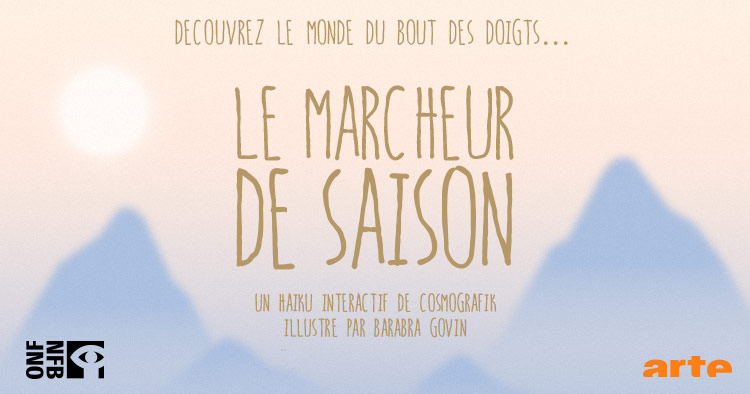 DECOUVREZ LE MONDE DU BOUT DES DOIGTS...
LE MARCHEUR
DE SAISON
UN HAIKU INTERACTIF DE COSMOGRAFIK
ILLUSTRE PAR BARABRA GOVIN
ONF
NFB
arte